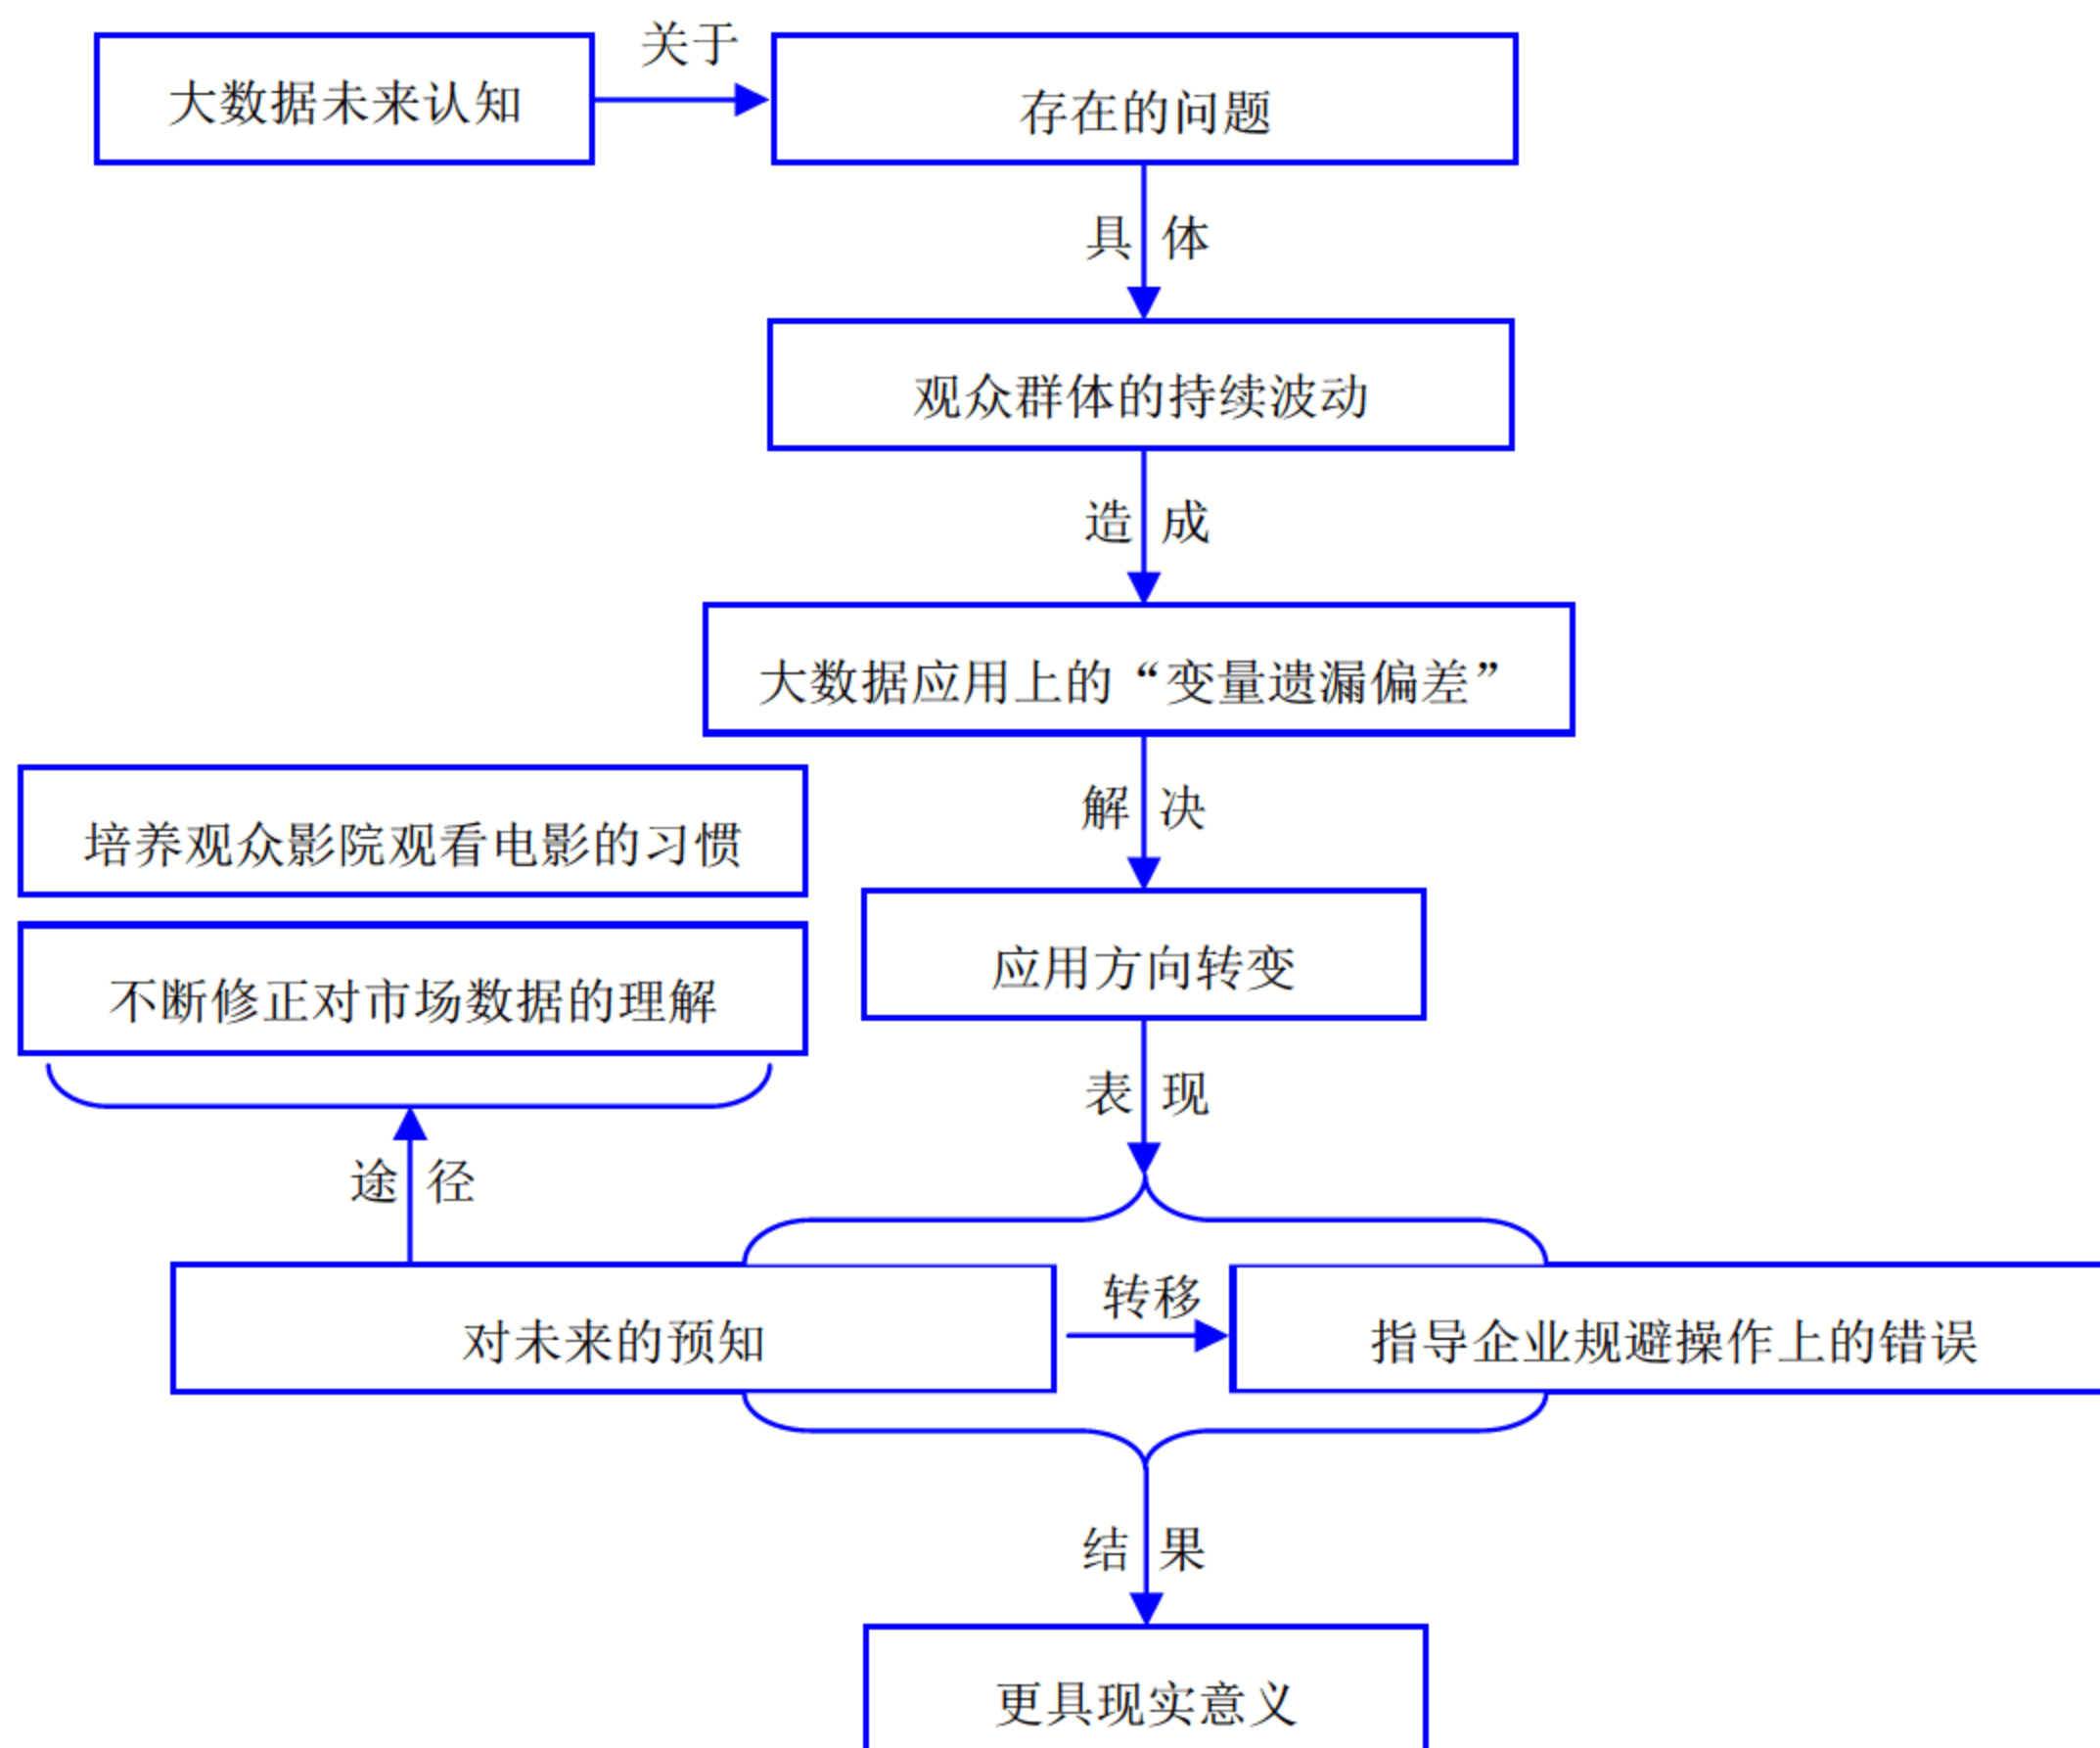 关于
大数据未来认知
存在的问题
具体
观众群体的持续波动
造成
大数据应用上的“变量遗漏偏差”
解决
培养观众影院观看电影的习惯
应用方向转变
不断修正对市场数据的理解
表现
途径
转移
对未来的预知
指导企业规避操作上的错误
结果
更具现实意义